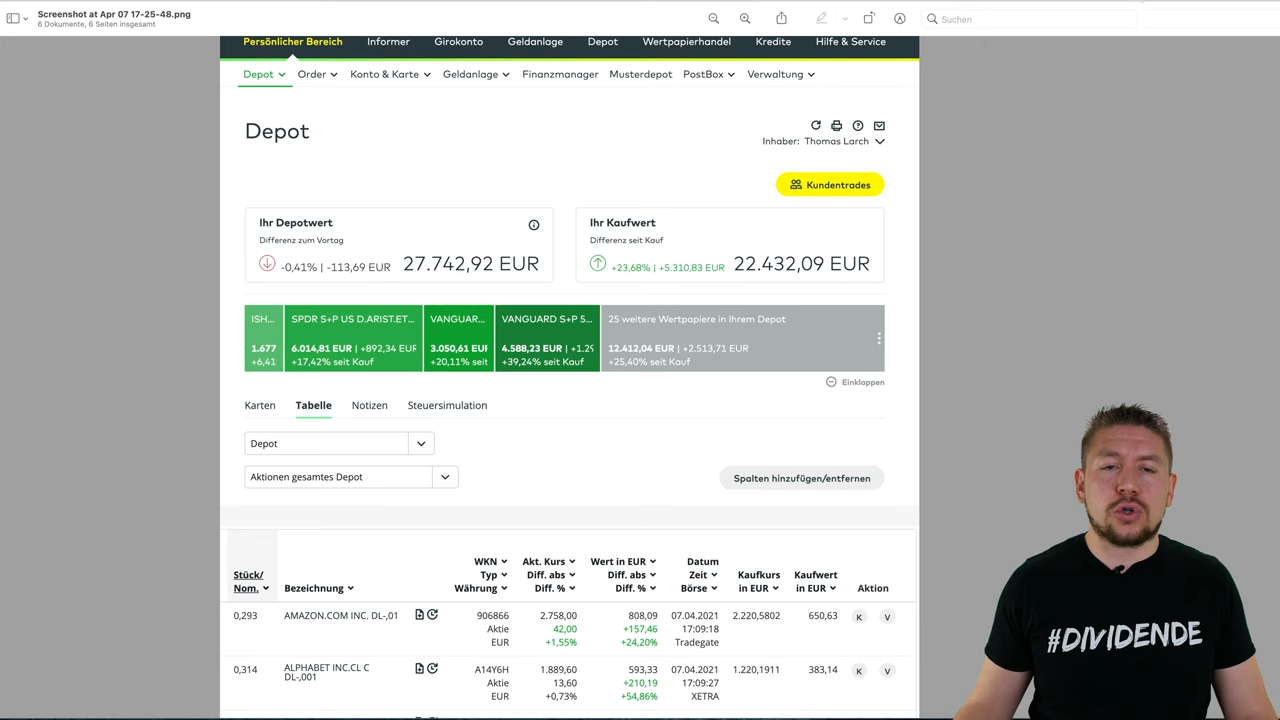 Screenshot at Apr 07 17-25-48.png
6 Dokumente, 6 Seiten insgesamt
Suchen
Persönlicher Bereich Informer Girokonto Geldanlage Depot Wertpapierhandel Kredite Hilfe & Service
Depot Order Konto & Karte Geldanlage Finanzmanager Musterdepot PostBox Verwaltung
Depot
Inhaber: Thomas Larch
Kundentrades
Ihr Depotwert
Differenz zum Vortag
-0,41% | -113,69 EUR 27.742,92 EUR
Ihr Kaufwert
Differenz seit Kauf
+23,68% | +5.310,83 EUR 22.432,09 EUR
ISH...
1.677
+6,41
SPDR S+P US D.ARIST.ET...
6.014,81 EUR | +892,34 EUR
+17,42% seit Kauf
VANGUAR...
3.050,61 EUR
+20,11% seit
VANGUARD S+P 5...
4.588,23 EUR | +1.29
+39,24% seit Kauf
25 weitere Wertpapiere in Ihrem Depot
12.412,04 EUR | +2.513,71 EUR
+25,40% seit Kauf
Einklappen
Karten Tabelle Notizen Steuersimulation
Depot
Aktionen gesamtes Depot
Spalten hinzufügen/entfernen
Stück/
Nom.
Bezeichnung
WKN
Typ
Währung
Akt. Kurs
Diff. abs
Diff. %
Wert in EUR
Diff. abs
Diff. %
Datum
Zeit
Börse
Kaufkurs
in EUR
Kaufwert
in EUR
Aktion
0,293 AMAZON.COM INC. DL-,01 906866 2.758,00 808,09 07.04.2021 2.220,5802 650,63 K V
Aktie 42,00 +157,46 17:09:18
EUR +1,55% +24,20% Tradegate
0,314 ALPHABET INC.CL C A14Y6H 1.889,60 593,33 07.04.2021 1.220,1911 383,14 K V
DL-,001 Aktie 13,60 +210,19 17:09:27
EUR +0,73% +54,86% XETRA
#DIVIDENDE